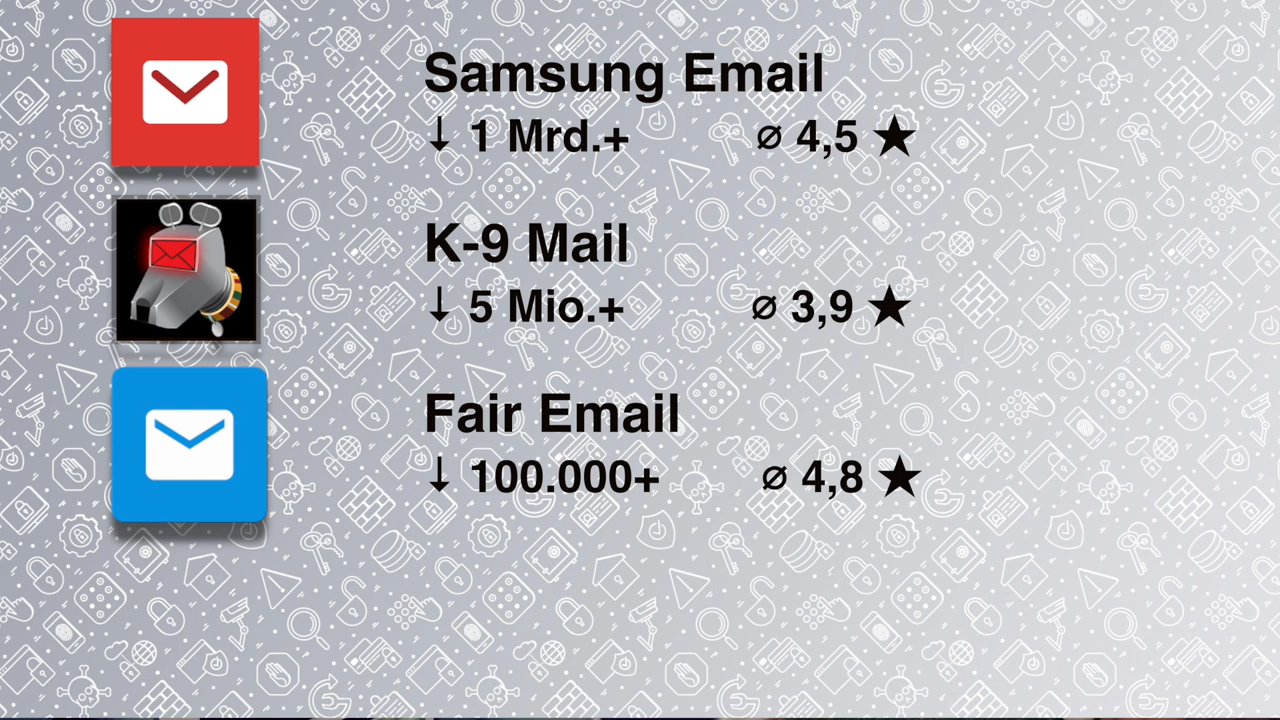 Samsung Email
↓ 1 Mrd.+ ⌀ 4,5 ★
K-9 Mail
↓ 5 Mio.+ ⌀ 3,9 ★
Fair Email
↓ 100.000+ ⌀ 4,8 ★